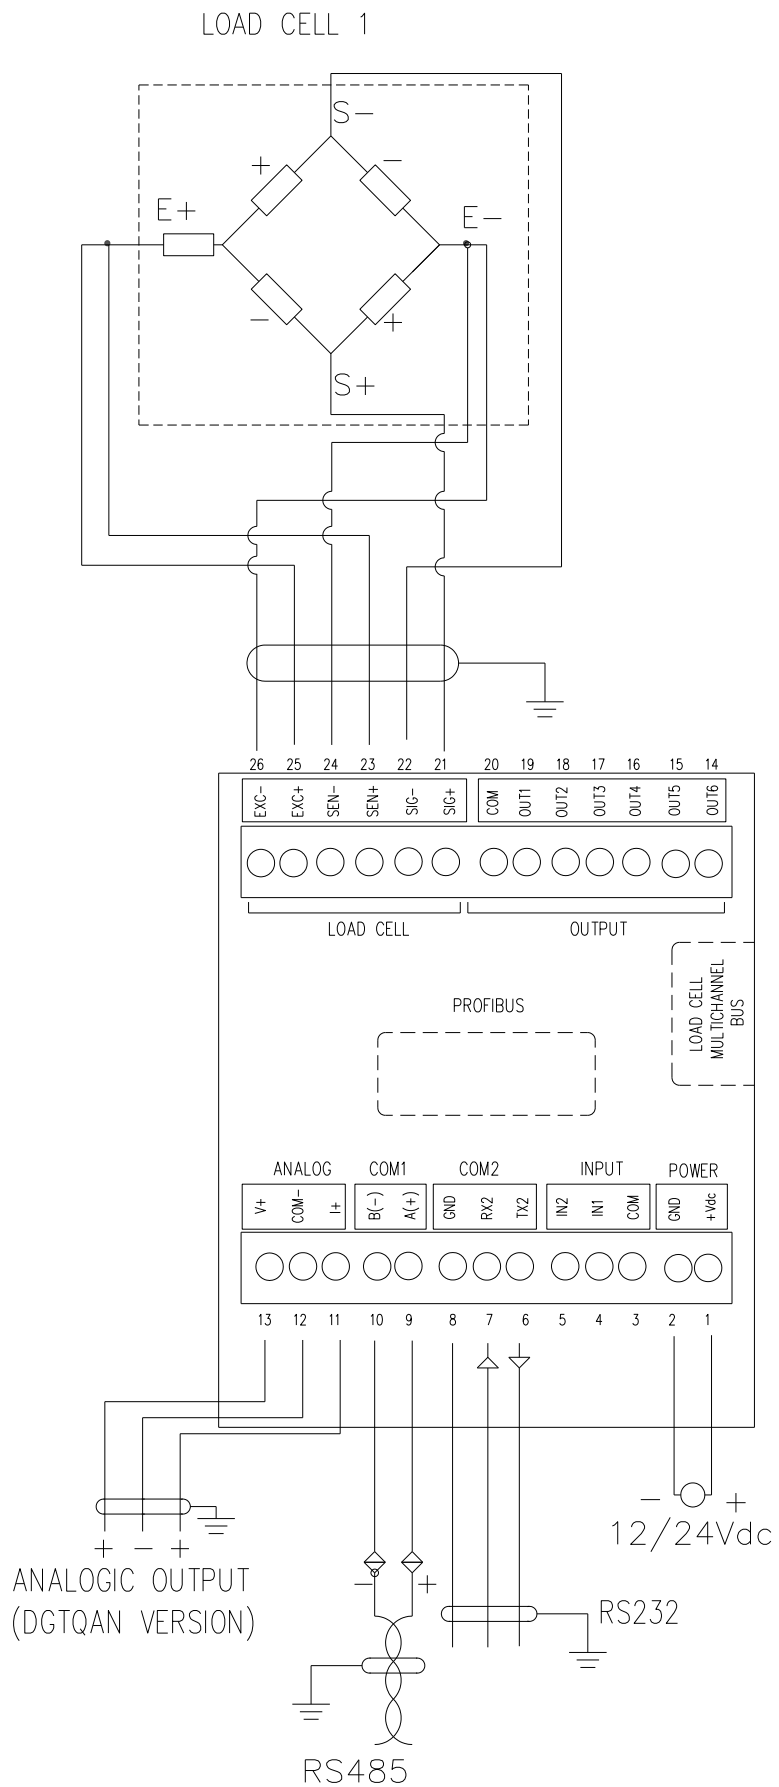 LOAD CELL 1
S-
+
-
E+
E-
-
+
S+
26 25 24 23 22 21 20 19 18 17 16 15 14
EXC- EXC+ SEN- SEN+ SIG- SIG+ COM OUT1 OUT2 OUT3 OUT4 OUT5 OUT6
LOAD CELL
OUTPUT
LOAD CELL
MULTICHANNEL
BUS
PROFIBUS
ANALOG COM1 COM2 INPUT POWER
V+ COM- I+ B(-) A(+) GND RX2 TX2 IN2 IN1 COM GND +Vdc
13 12 11 10 9 8 7 6 5 4 3 2 1
- +
12/24Vdc
+ - +
ANALOGIC OUTPUT
(DGTQAN VERSION)
- +
RS232
RS485